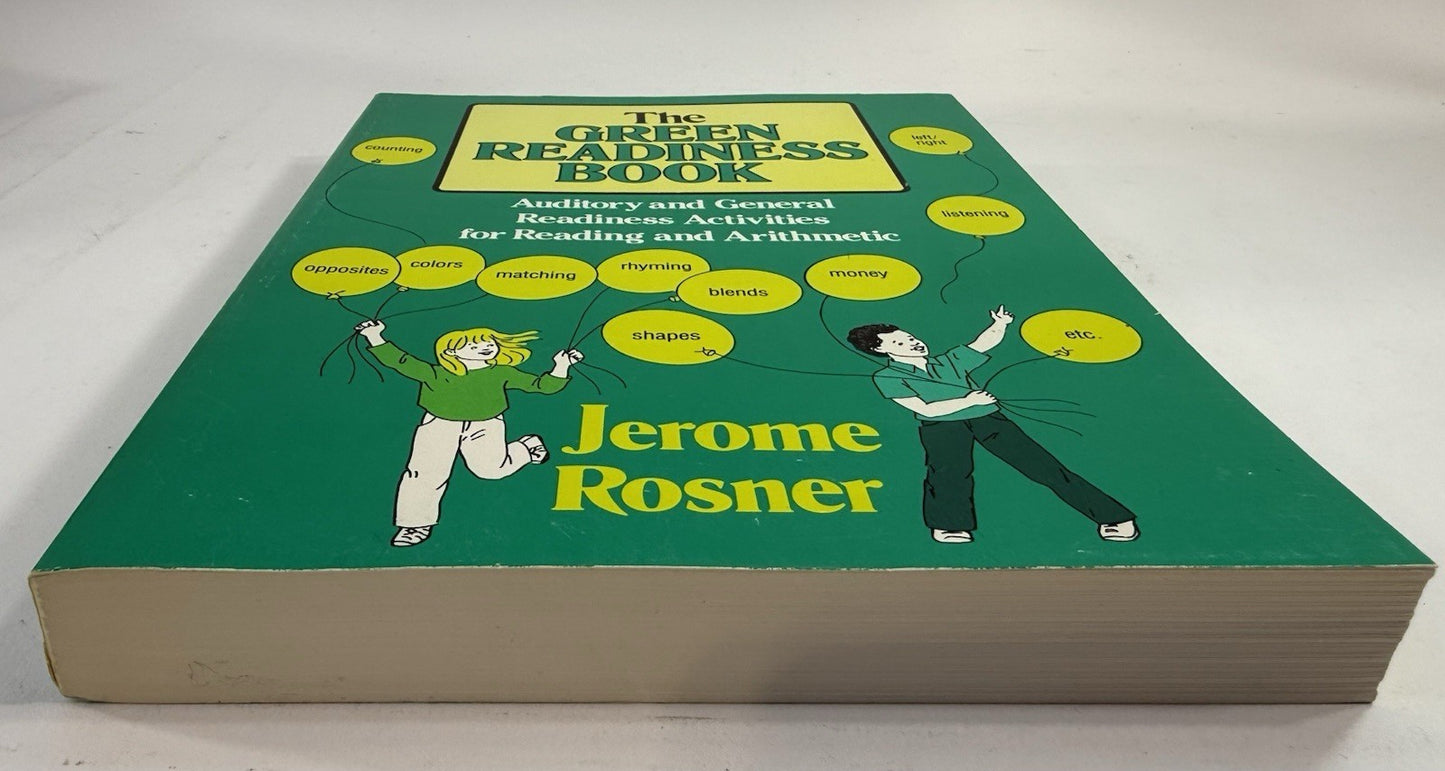 The
GREEN
READINESS
BOOK
Auditory and General
Readiness Activities
for Reading and Arithmetic
counting
left/
right
listening
opposites
colors
matching
rhyming
blends
money
shapes
etc.
Jerome
Rosner